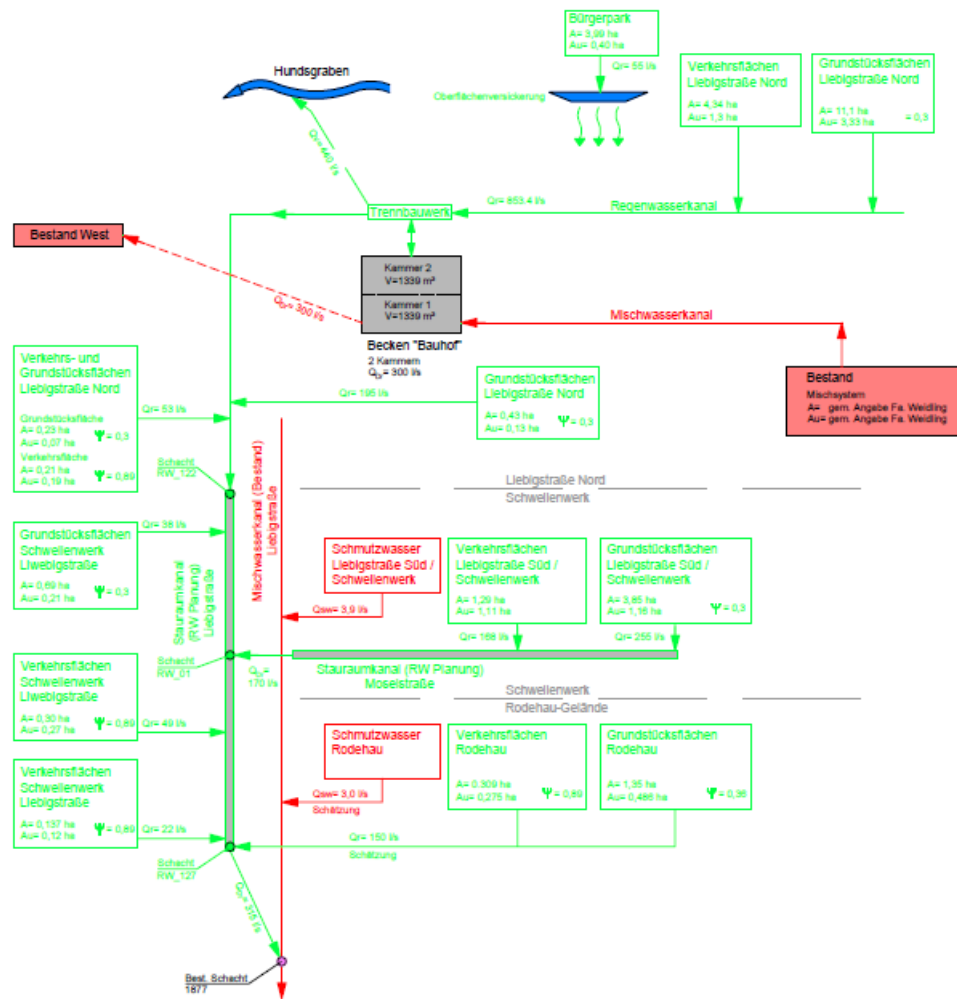 Bürgerpark
A= 3,99 ha
Au= 0,40 ha
Qr= 55 l/s
Oberflächenversickerung
Hundsgraben
Verkehrsflächen
Liebigstraße Nord
A= 4,34 ha
Au= 1,3 ha
Grundstücksflächen
Liebigstraße Nord
A= 11,1 ha
Au= 3,33 ha
= 0,3
Qr= 853.4 l/s
Regenwasserkanal
Trennbauwerk
Bestand West
Kammer 2
V=1339 m³
Kammer 1
V=1339 m³
Q Dr= 300 l/s
Mischwasserkanal
Becken "Bauhof"
2 Kammern
Q Dr= 300 l/s
Bestand
Mischsystem
A= gem. Angabe Fa. Weidling
Au= gem. Angabe Fa. Weidling
Verkehrs- und
Grundstücksflächen
Liebigstraße Nord
Grundstücksfläche
A= 0,23 ha
Au= 0,07 ha
Ψ= 0,3
Verkehrsfläche
A= 0,21 ha
Au= 0,19 ha
Ψ= 0,89
Qr= 53 l/s
Qr= 195 l/s
Grundstücksflächen
Liebigstraße Nord
A= 0,43 ha
Au= 0,13 ha
Ψ= 0,3
Schacht
RW_122
Mischwasserkanal (Bestand)
Liebigstraße
Liebigstraße Nord
Schwellenwerk
Grundstücksflächen
Schwellenwerk
Liwebigstraße
A= 0,69 ha
Au= 0,21 ha
Ψ= 0,3
Qr= 38 l/s
Stauraumkanal
(RW Planung)
Liebigstraße
Schmutzwasser
Liebigstraße Süd /
Schwellenwerk
Qsw= 3,9 l/s
Verkehrsflächen
Liebigstraße Süd /
Schwellenwerk
A= 1,29 ha
Au= 1,11 ha
Qr= 168 l/s
Grundstücksflächen
Liebigstraße Süd /
Schwellenwerk
A= 3,85 ha
Au= 1,16 ha
Ψ= 0,3
Qr= 255 l/s
Schacht
RW_01
Q Dr=
170 l/s
Stauraumkanal (RW Planung)
Moselstraße
Schwellenwerk
Rodehau-Gelände
Verkehrsflächen
Schwellenwerk
Liwebigstraße
A= 0,30 ha
Au= 0,27 ha
Ψ= 0,89
Qr= 49 l/s
Schmutzwasser
Rodehau
Qsw= 3,0 l/s
Schätzung
Verkehrsflächen
Rodehau
A= 0.309 ha
Au= 0,275 ha
Ψ= 0,89
Grundstücksflächen
Rodehau
A= 1,35 ha
Au= 0,486 ha
Ψ= 0,36
Verkehrsflächen
Schwellenwerk
Liebigstraße
A= 0,137 ha
Au= 0,12 ha
Ψ= 0,89
Qr= 22 l/s
Qr= 150 l/s
Schätzung
Schacht
RW_127
Best. Schacht
1877